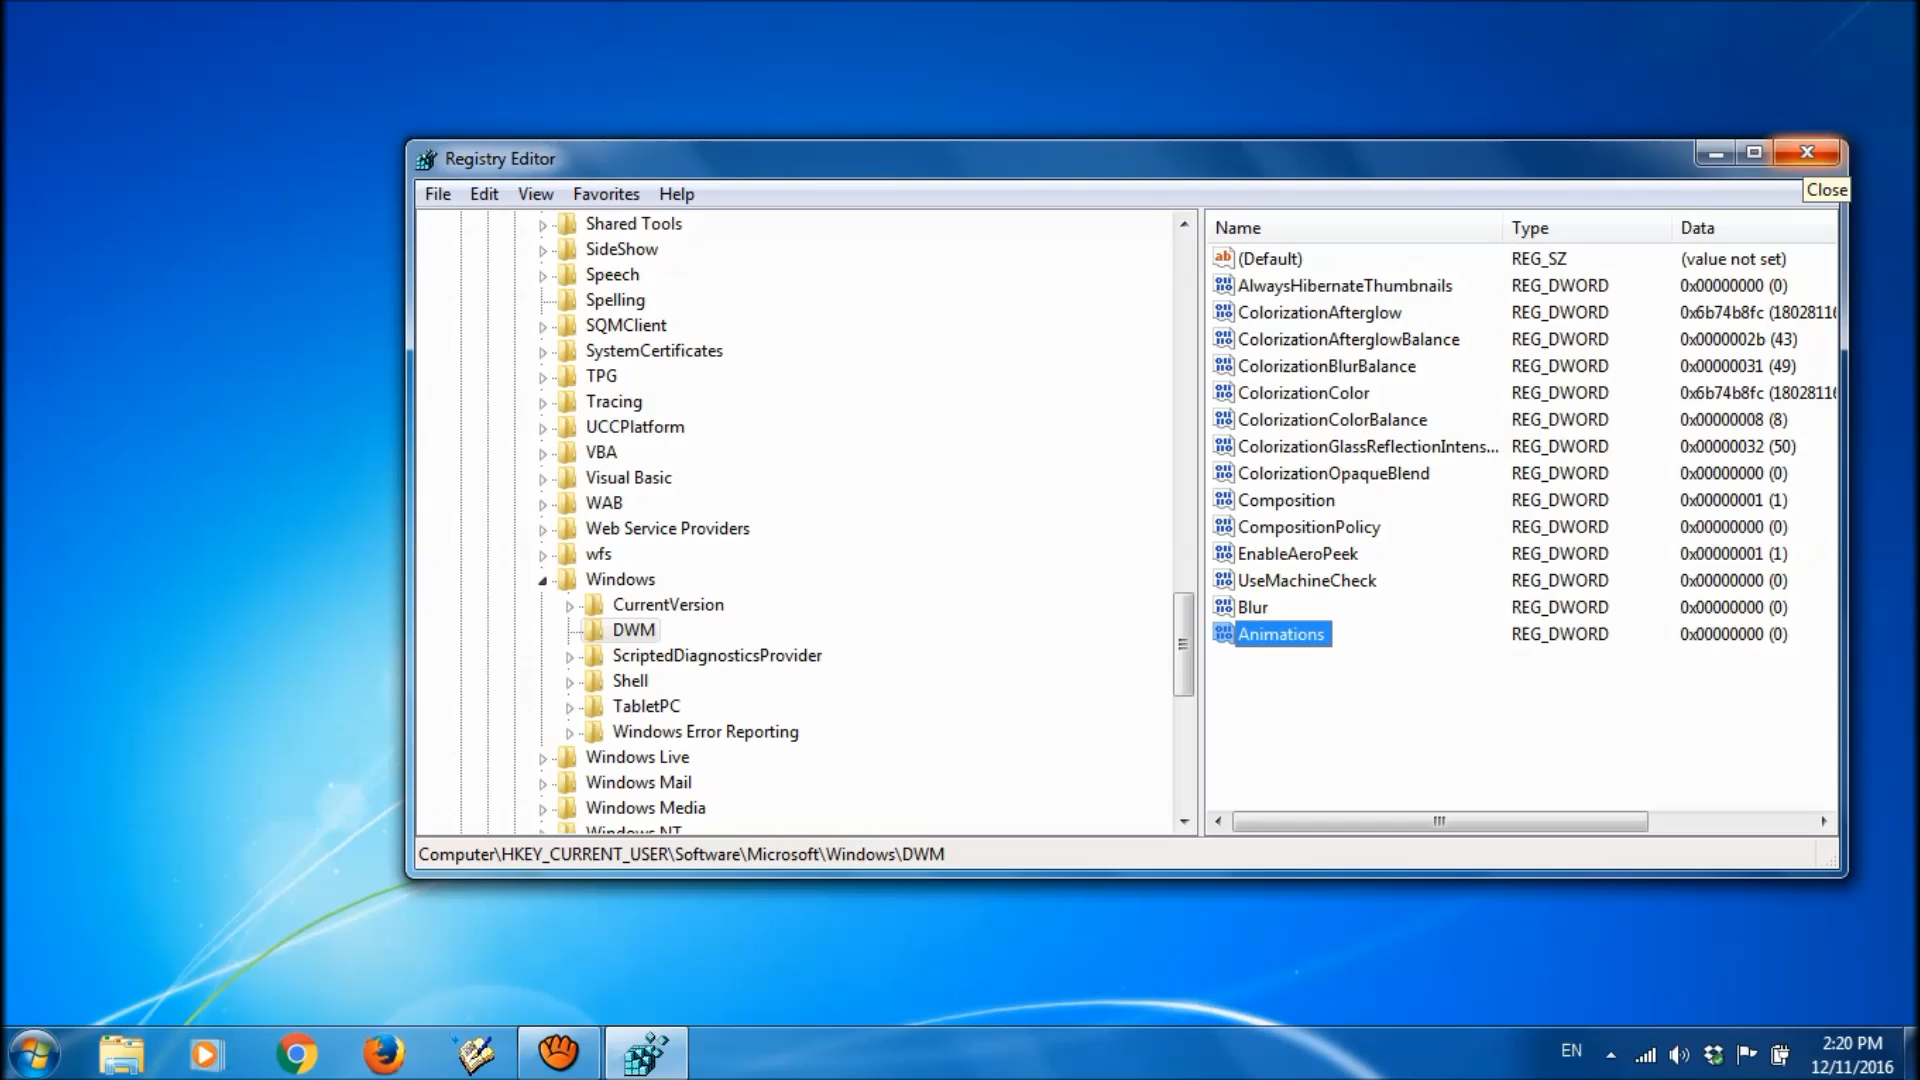 Registry Editor
Close
File Edit View Favorites Help
Shared Tools
SideShow
Speech
Spelling
SQMClient
SystemCertificates
TPG
Tracing
UCCPlatform
VBA
Visual Basic
WAB
Web Service Providers
wfs
Windows
CurrentVersion
DWM
ScriptedDiagnosticsProvider
Shell
TabletPC
Windows Error Reporting
Windows Live
Windows Mail
Windows Media
Windows NT
Name Type Data
(Default) REG_SZ (value not set)
AlwaysHibernateThumbnails REG_DWORD 0x00000000 (0)
ColorizationAfterglow REG_DWORD 0x6b74b8fc (18028116
ColorizationAfterglowBalance REG_DWORD 0x0000002b (43)
ColorizationBlurBalance REG_DWORD 0x00000031 (49)
ColorizationColor REG_DWORD 0x6b74b8fc (18028116
ColorizationColorBalance REG_DWORD 0x00000008 (8)
ColorizationGlassReflectionIntens... REG_DWORD 0x00000032 (50)
ColorizationOpaqueBlend REG_DWORD 0x00000000 (0)
Composition REG_DWORD 0x00000001 (1)
CompositionPolicy REG_DWORD 0x00000000 (0)
EnableAeroPeek REG_DWORD 0x00000001 (1)
UseMachineCheck REG_DWORD 0x00000000 (0)
Blur REG_DWORD 0x00000000 (0)
Animations REG_DWORD 0x00000000 (0)
Computer\HKEY_CURRENT_USER\Software\Microsoft\Windows\DWM
EN
2:20 PM
12/11/2016